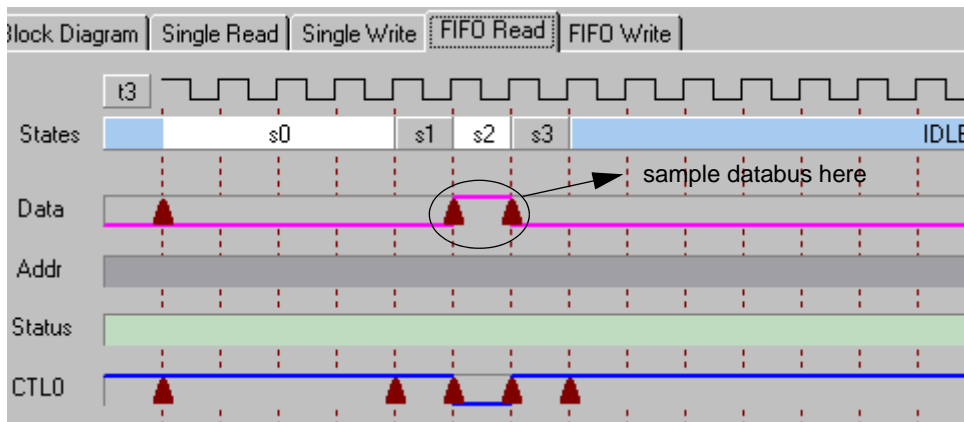 Block Diagram Single Read Single Write FIFO Read FIFO Write
t3
States s0 s1 s2 s3 IDLE
sample databus here
Data
Addr
Status
CTL0